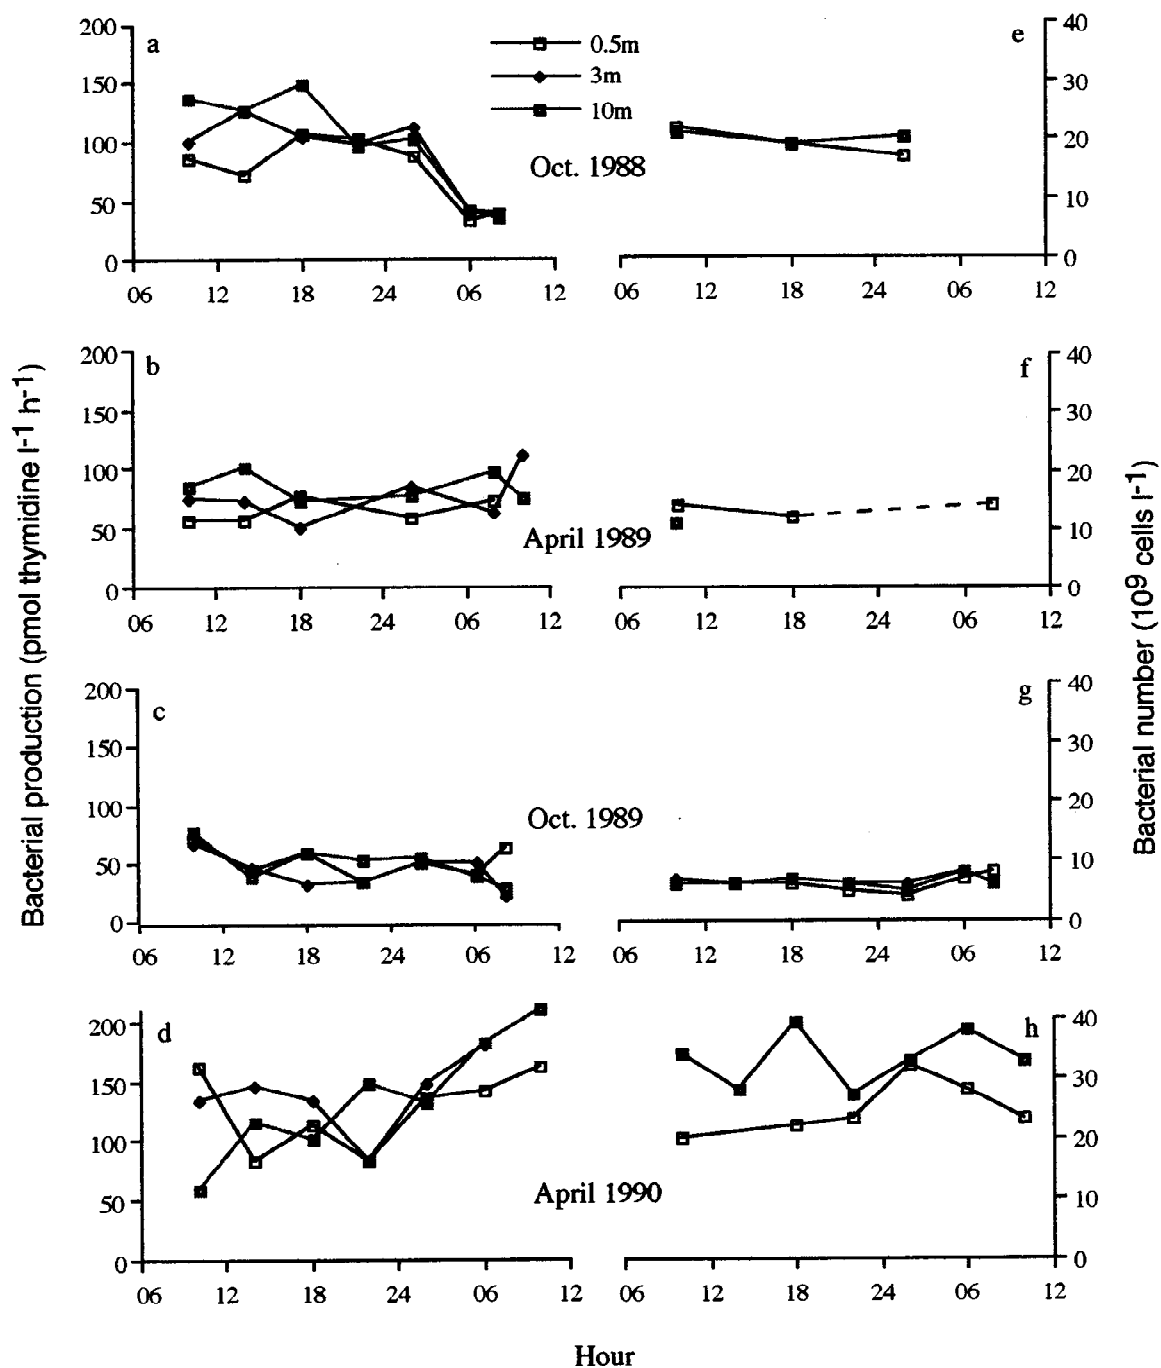 200
150
100
50
0
a
06 12 18 24 06 12
0.5m
3m
10m
Oct. 1988
e
40
30
20
10
0
06 12 18 24 06 12
200
150
100
50
0
b
06 12 18 24 06 12
April 1989
f
40
30
20
10
0
06 12 18 24 06 12
200
150
100
50
0
c
06 12 18 24 06 12
Oct. 1989
g
40
30
20
10
0
06 12 18 24 06 12
200
150
100
50
0
d
06 12 18 24 06 12
April 1990
h
40
30
20
10
0
06 12 18 24 06 12
Hour
Bacterial production (pmol thymidine l-1 h-1)
Bacterial number (109 cells l-1)